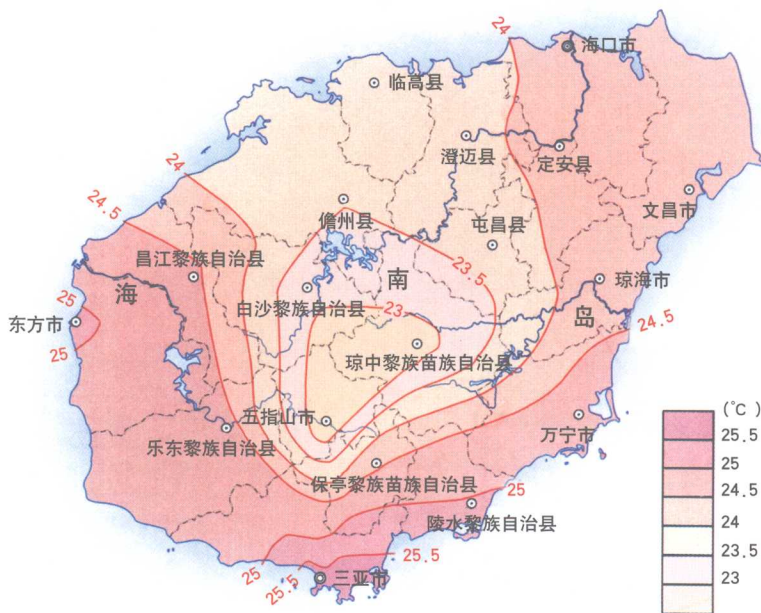 24
海口市
临高县
澄迈县
定安县
24
文昌市
24.5
儋州县
屯昌县
昌江黎族自治县
23.5
琼海市
海
南
白沙黎族自治县
25
23
岛
东方市
24.5
25
琼中黎族苗族自治县
(℃)
五指山市
万宁市
25.5
乐东黎族自治县
25
保亭黎族苗族自治县
24.5
25
陵水黎族自治县
24
25.5
23.5
25
25.5
三亚市
23